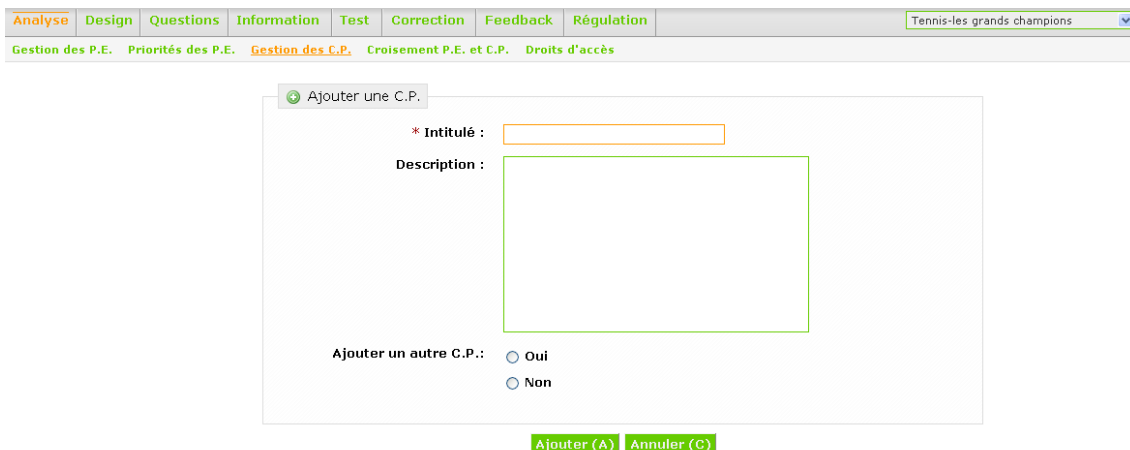 Analyse Design Questions Information Test Correction Feedback Régulation Tennis-les grands champions
Gestion des P.E. Priorités des P.E. Gestion des C.P. Croisement P.E. et C.P. Droits d'accès
Ajouter une C.P.
* Intitulé :
Description :
Ajouter un autre C.P.: Oui
Non
Ajouter (A) Annuler (C)